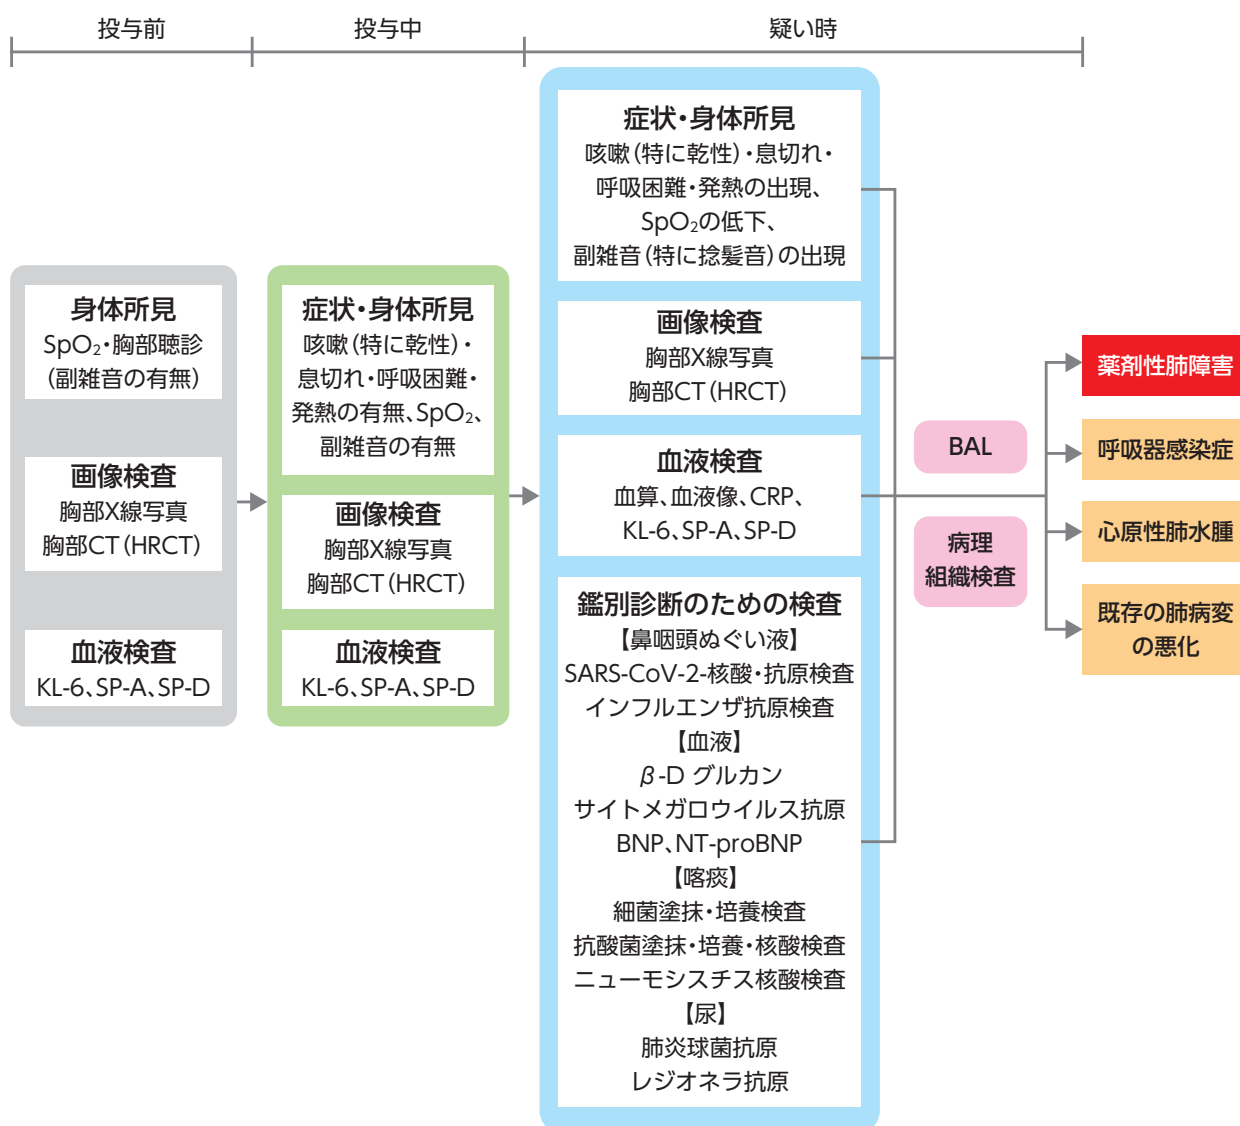 投与前
投与中
疑い時
身体所見
SpO₂・胸部聴診
(副雑音の有無)
画像検査
胸部X線写真
胸部CT(HRCT)
血液検査
KL-6、SP-A、SP-D
症状・身体所見
咳嗽(特に乾性)・
息切れ・呼吸困難・
発熱の有無、SpO₂、
副雑音の有無
画像検査
胸部X線写真
胸部CT(HRCT)
血液検査
KL-6、SP-A、SP-D
症状・身体所見
咳嗽(特に乾性)・息切れ・
呼吸困難・発熱の出現、
SpO₂の低下、
副雑音(特に捻髪音)の出現
画像検査
胸部X線写真
胸部CT(HRCT)
血液検査
血算、血液像、CRP、
KL-6、SP-A、SP-D
鑑別診断のための検査
【鼻咽頭ぬぐい液】
SARS-CoV-2-核酸・抗原検査
インフルエンザ抗原検査
【血液】
β-D グルカン
サイトメガロウイルス抗原
BNP、NT-proBNP
【喀痰】
細菌塗抹・培養検査
抗酸菌塗抹・培養・核酸検査
ニューモシスチス核酸検査
【尿】
肺炎球菌抗原
レジオネラ抗原
BAL
病理
組織検査
薬剤性肺障害
呼吸器感染症
心原性肺水腫
既存の肺病変
の悪化